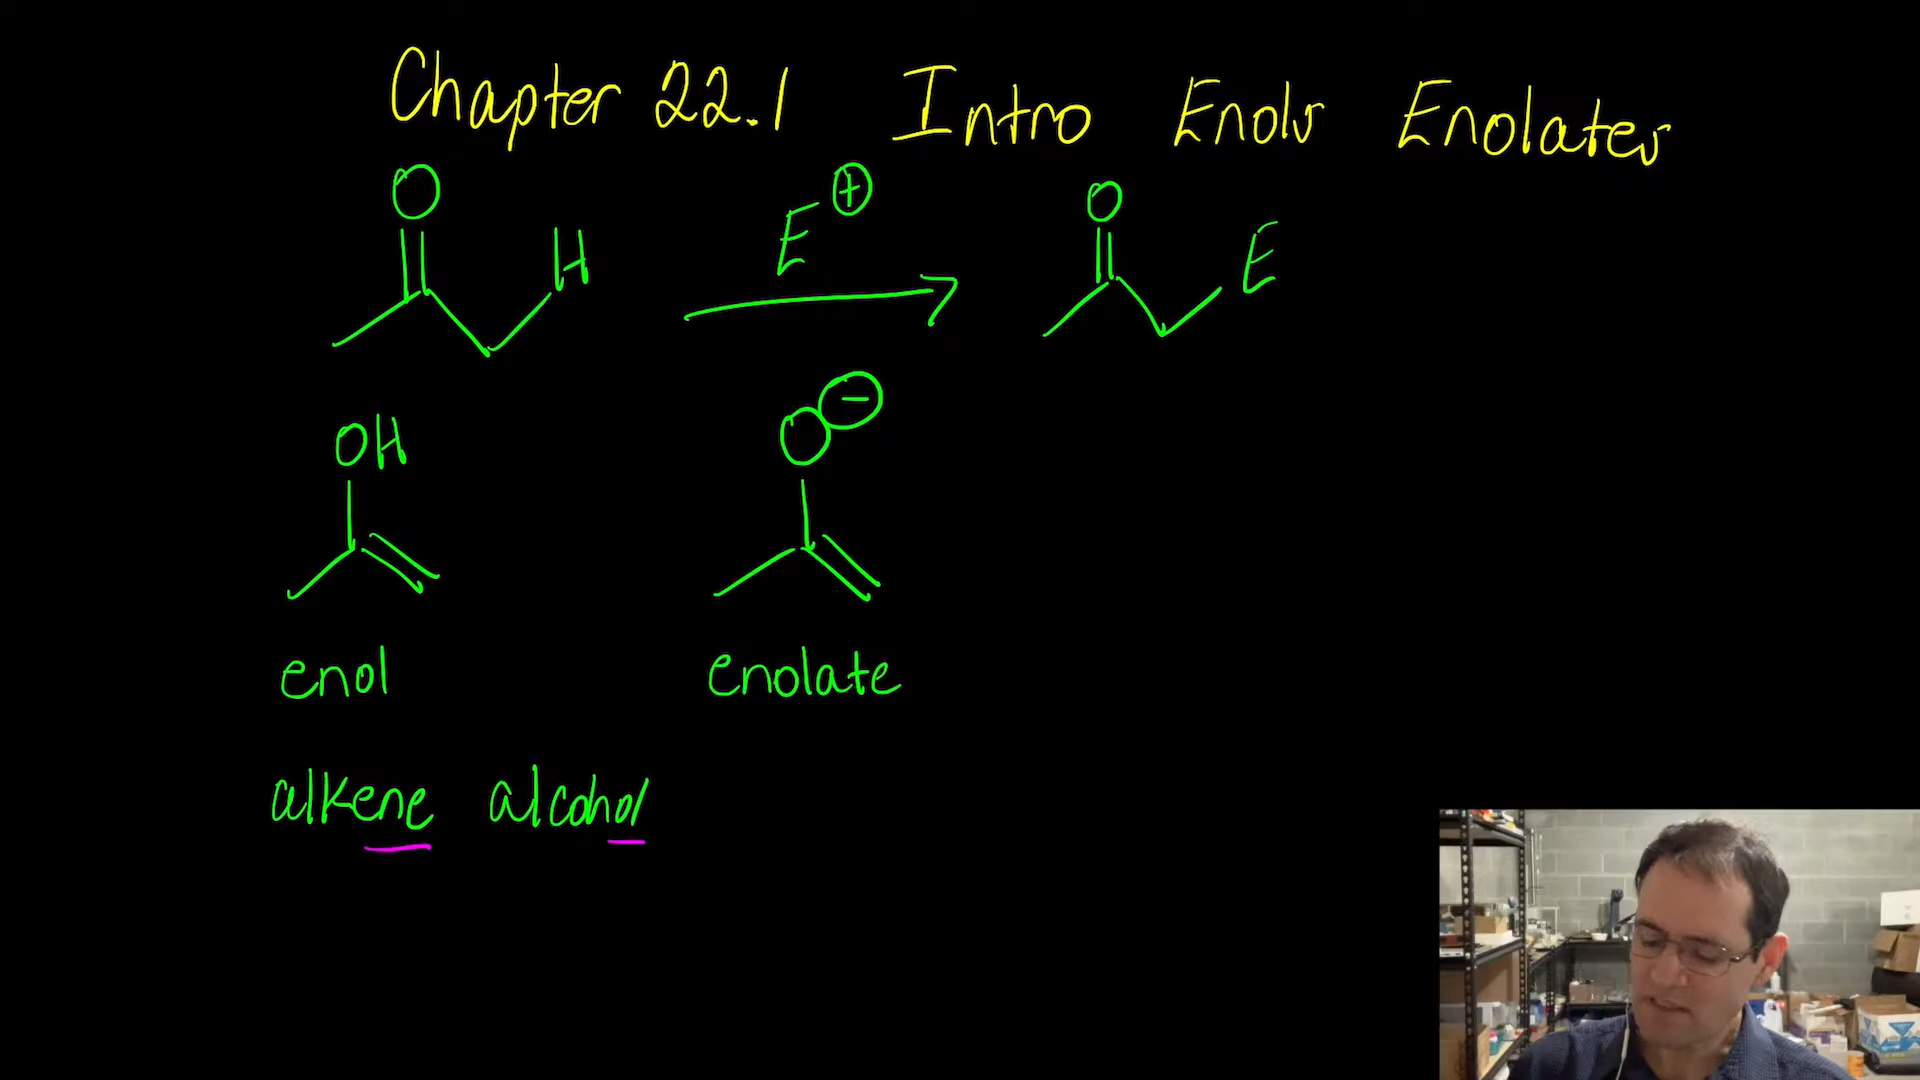 Chapter 22.1 Intro Enols Enolates
O H E + O E
OH O −
enol enolate
alkene alcohol